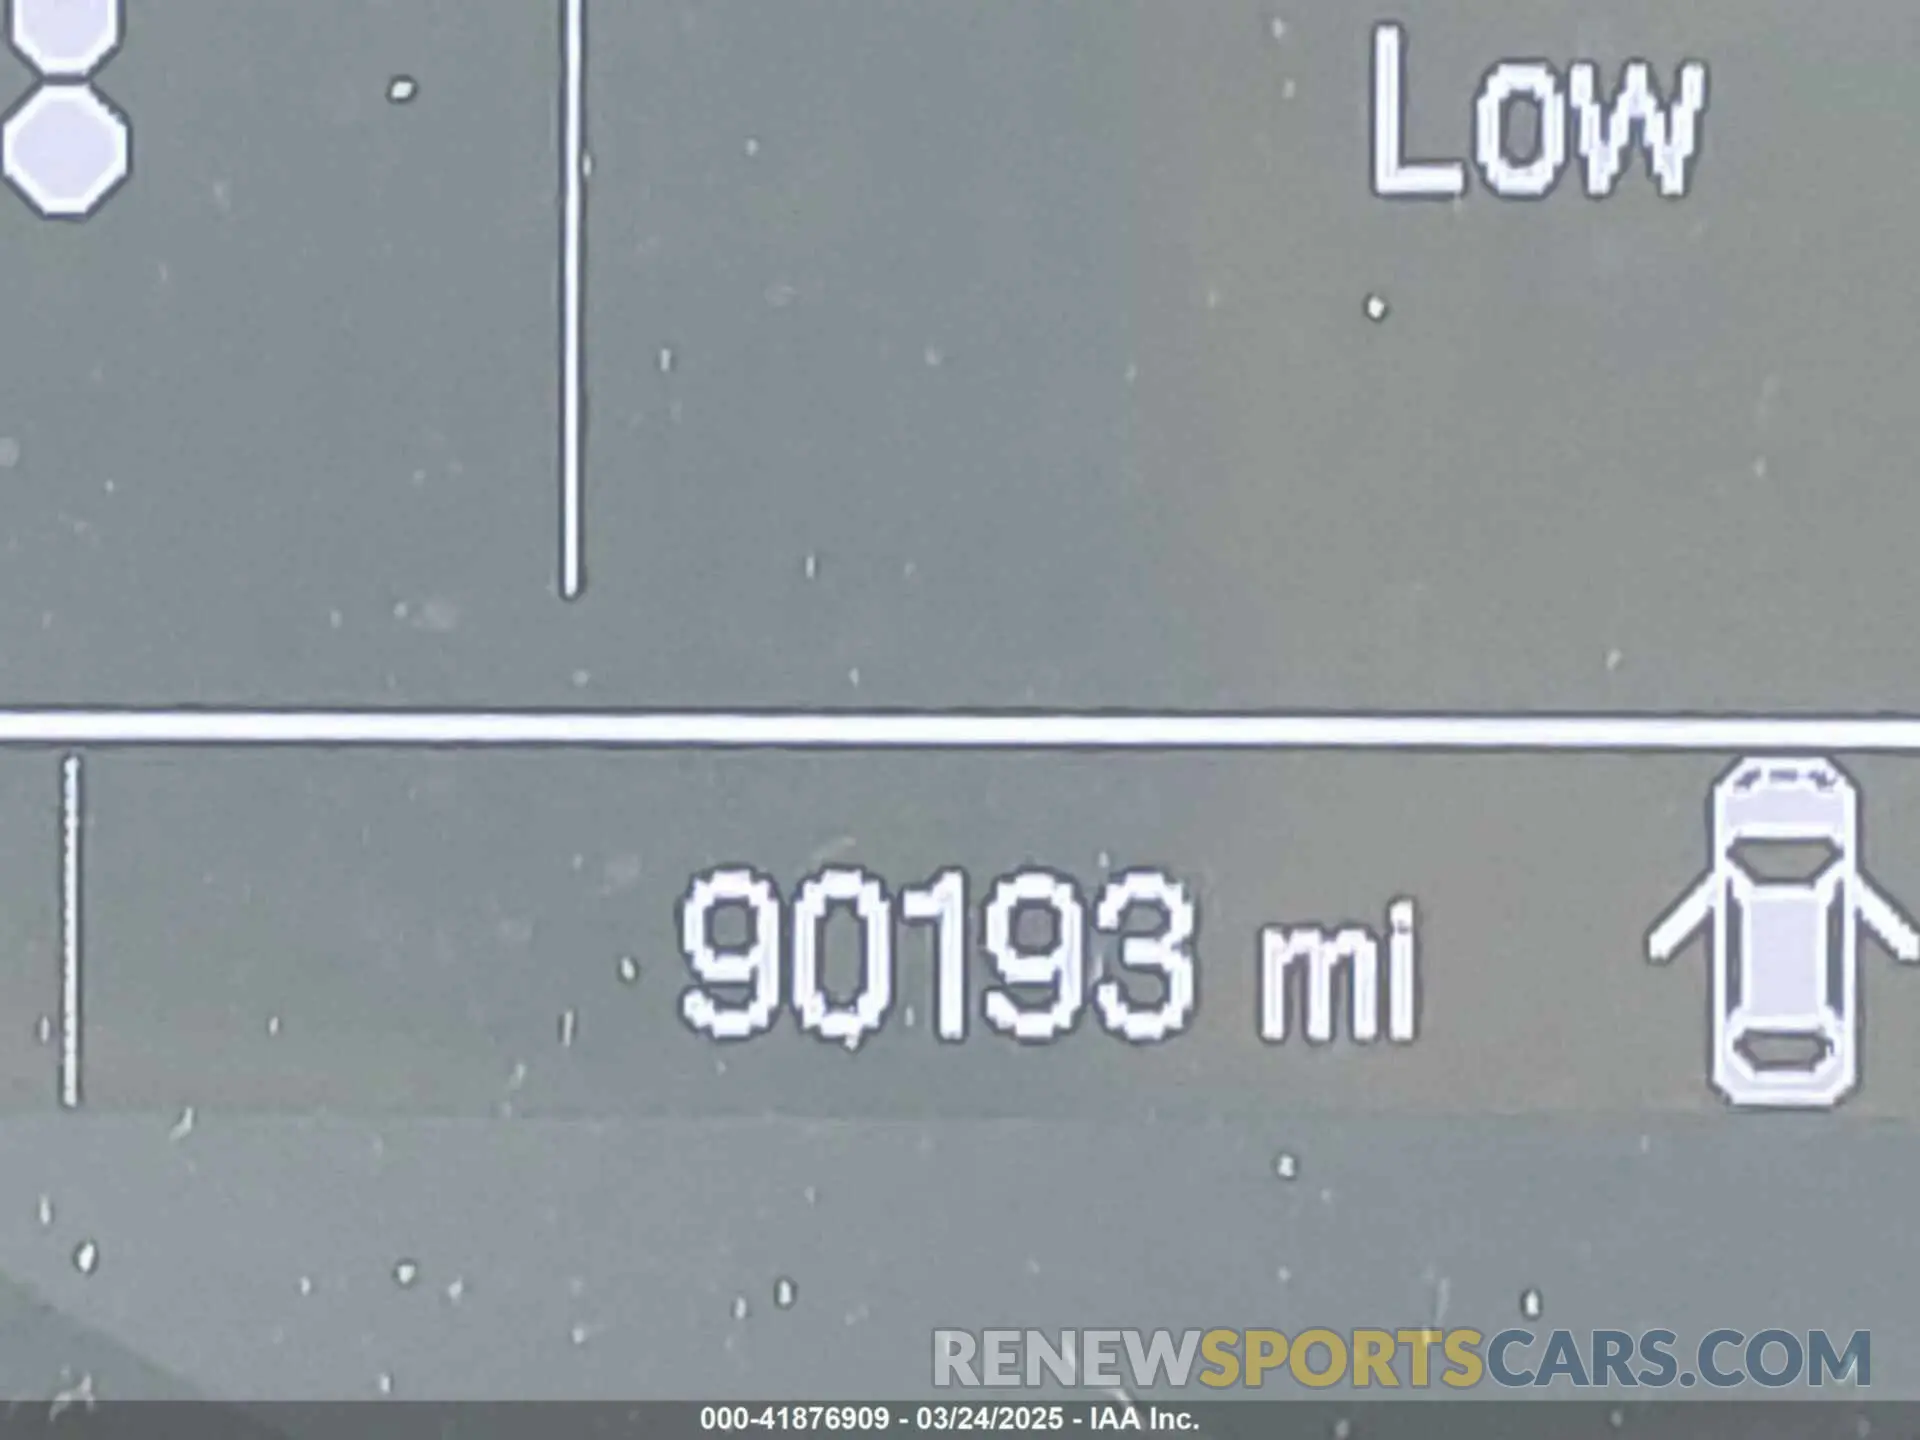 Low
90193 mi
RENEWSPORTSCARS.COM
000-41876909 - 03/24/2025 - IAA Inc.